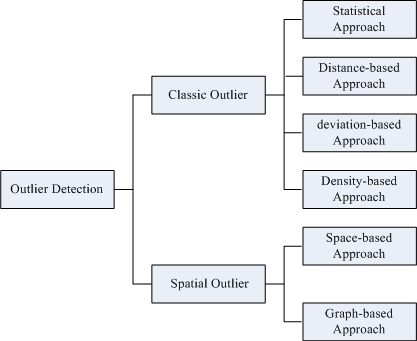 Statistical
Approach
Distance-based
Approach
Classic Outlier
deviation-based
Approach
Outlier Detection
Density-based
Approach
Space-based
Approach
Spatial Outlier
Graph-based
Approach